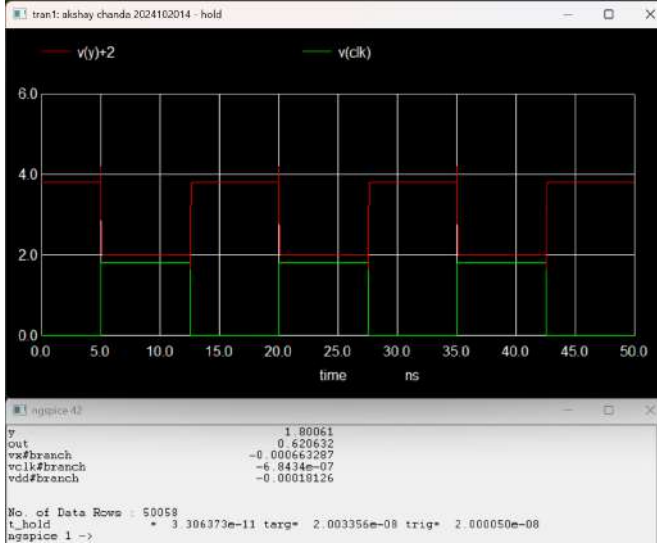 tran1: akshay chanda 2024102014 - hold
v(y)+2 v(clk)
6.0
4.0
2.0
0.0
0.0 5.0 10.0 15.0 20.0 25.0 30.0 35.0 40.0 45.0 50.0
time ns
ngspice 42
y 1.80061
out 0.620632
vx#branch -0.000663287
vclk#branch -6.8434e-07
vdd#branch -0.00018126
No. of Data Rows : 50058
t_hold = 3.306373e-11 targ= 2.003356e-08 trig= 2.000050e-08
ngspice 1 ->